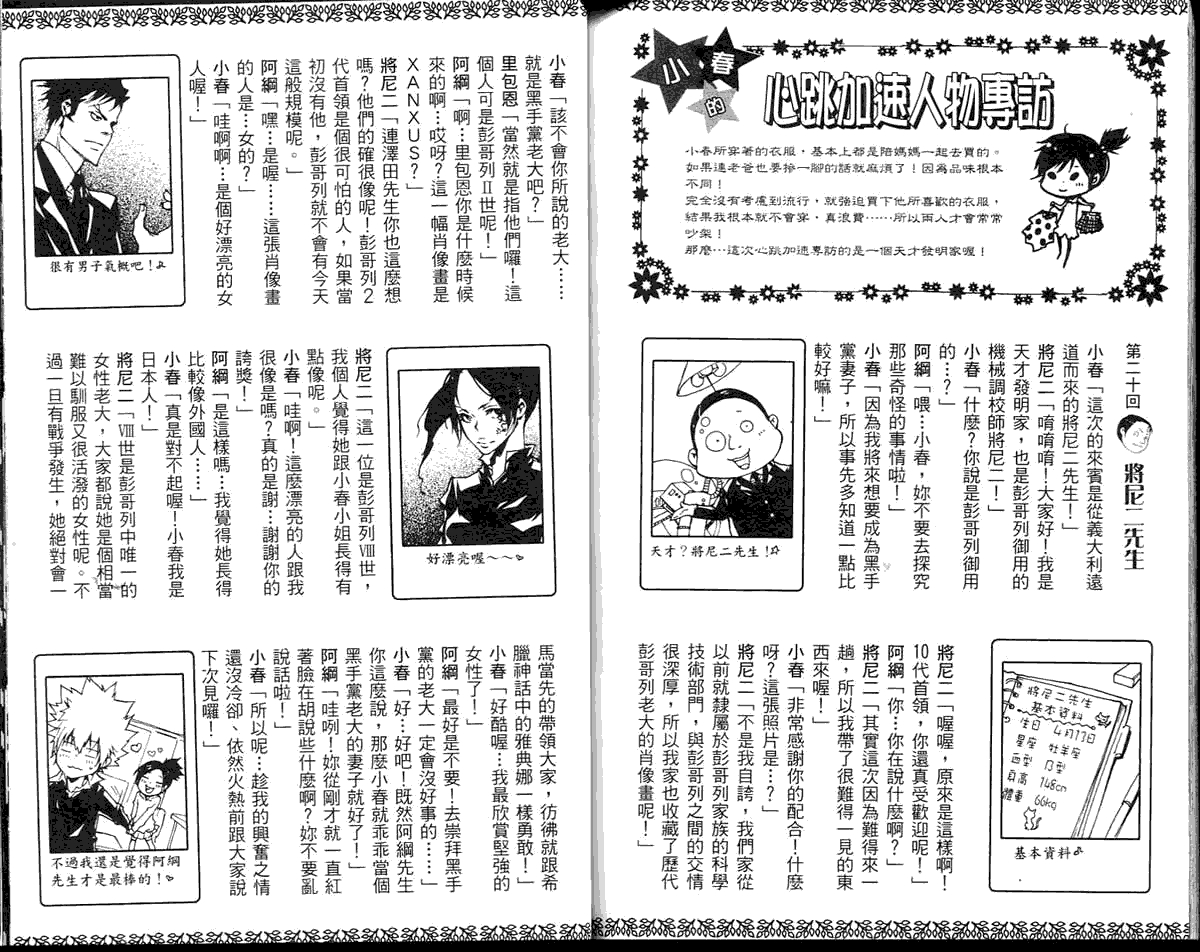 小春的
心跳加速人物專訪
小春所穿著的衣服，基本上都是陪媽媽一起去買的。
如果連老爸也要摻一腳的話就麻煩了！因為品味根本
不同！
完全沒有考慮到流行，就強迫買下他所喜歡的衣服，
結果我根本就不會穿，真浪費……所以兩人才會常常
吵架！
那麼…這次心跳加速專訪的是一個天才發明家喔！
第二十回 將尼二先生
小春「這次的來賓是從義大利遠
道而來的將尼二先生！」
將尼二「唷唷唷！大家好！我是
天才發明家，也是彭哥列御用的
機械調校師將尼二！」
小春「什麼？你說是彭哥列御用
的…？」
阿綱「喂…小春，妳不要去探究
那些奇怪的事情啦！」
小春「因為我將來想要成為黑手
黨妻子，所以事先多知道一點比
較好嘛！」
天才？將尼二先生！
將尼二先生
基本資料
生日 4月17日
星座 牡羊座
血型 B型
身高 148cm
體重 66kg
基本資料♪
將尼二「喔喔，原來是這樣啊！
10代首領，你還真受歡迎呢！」
阿綱「你…你在說什麼啊？」
將尼二「其實這次因為難得來一
趟，所以我帶了很難得一見的東
西來喔！」
小春「非常感謝你的配合！什麼
呀？這張照片是…？」
將尼二「不是我自誇，我們家從
以前就隸屬於彭哥列家族的科學
技術部門，與彭哥列之間的交情
很深厚，所以我家也收藏了歷代
彭哥列老大的肖像畫呢！」
小春「該不會你所說的老大……
就是黑手黨老大吧？」
里包恩「當然就是指他們囉！這
個人可是彭哥列Ⅱ世呢！」
阿綱「啊…里包恩你是什麼時候
來的啊…哎呀？這一幅肖像畫是
ＸＡＮＸＵＳ？」
將尼二「連澤田先生你也這麼想
嗎？他們的確很像呢！彭哥列２
代首領是個很可怕的人，如果當
初沒有他，彭哥列就不會有今天
這般規模呢。」
阿綱「嘿…是喔……這張肖像畫
的人是…女的？」
小春「哇啊啊…是個好漂亮的女
人喔！」
很有男子氣概吧！♪
好漂亮喔～～♡
將尼二「這一位是彭哥列Ⅷ世，
我個人覺得她跟小春小姐長得有
點像呢。」
小春「哇啊！這麼漂亮的人跟我
很像是嗎？真的是謝…謝謝你的
誇獎！」
阿綱「是這樣嗎…我覺得她長得
比較像外國人……」
小春「真是對不起喔！小春我是
日本人！」
將尼二「Ⅷ世是彭哥列中唯一的
女性老大，大家都說她是個相當
難以馴服又很活潑的女性呢。不
過一旦有戰爭發生，她絕對會一
馬當先的帶領大家，彷彿就跟希
臘神話中的雅典娜一樣勇敢！」
小春「好酷喔…我最欣賞堅強的
女性了！」
阿綱「最好是不要！去崇拜黑手
黨的老大一定會沒好事的……」
小春「好…好吧！既然阿綱先生
你這麼說，那麼小春就乖乖當個
黑手黨老大的妻子就好了！」
阿綱「哇咧！妳從剛才就一直紅
著臉在胡說些什麼啊？妳不要亂
說話啦！」
小春「所以呢…趁我的興奮之情
還沒冷卻、依然火熱前跟大家說
下次見囉！」
不過我還是覺得阿綱
先生才是最棒的！♡